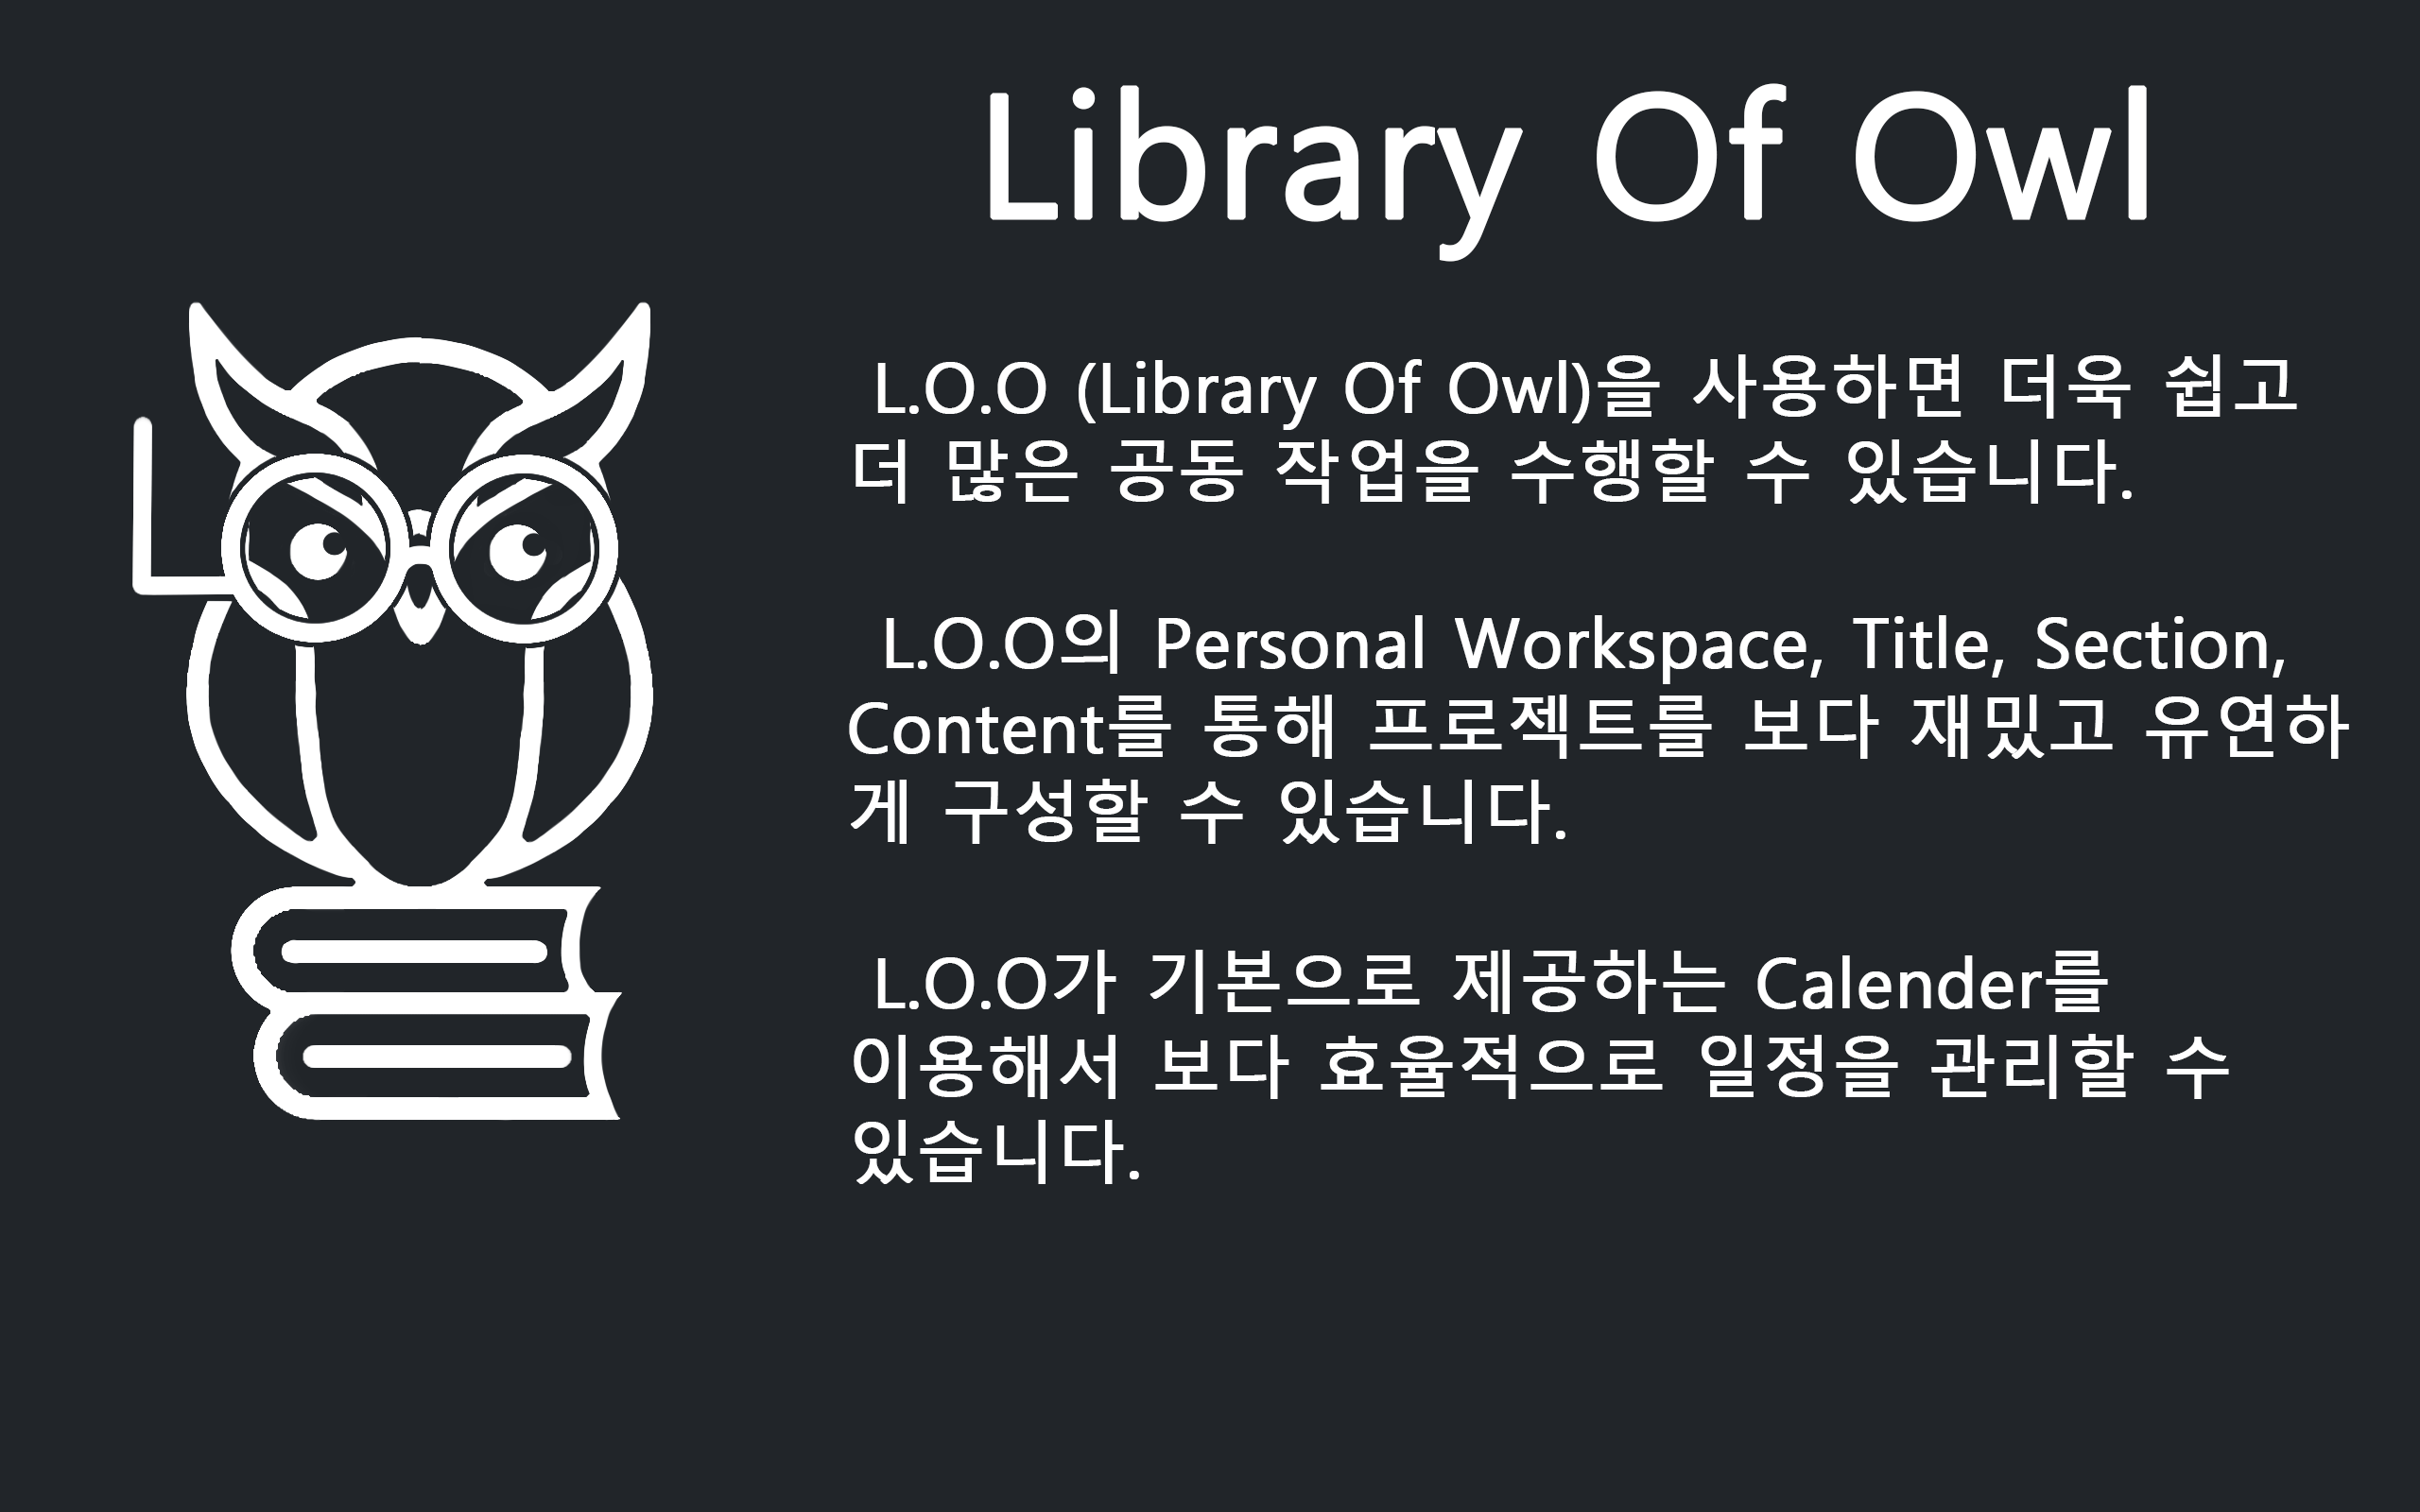 Library Of Owl
L.O.O (Library Of Owl)을 사용하면 더욱 쉽고
더 많은 공동 작업을 수행할 수 있습니다.
L.O.O의 Personal Workspace, Title, Section,
Content를 통해 프로젝트를 보다 재밌고 유연하
게 구성할 수 있습니다.
L.O.O가 기본으로 제공하는 Calender를
이용해서 보다 효율적으로 일정을 관리할 수
있습니다.